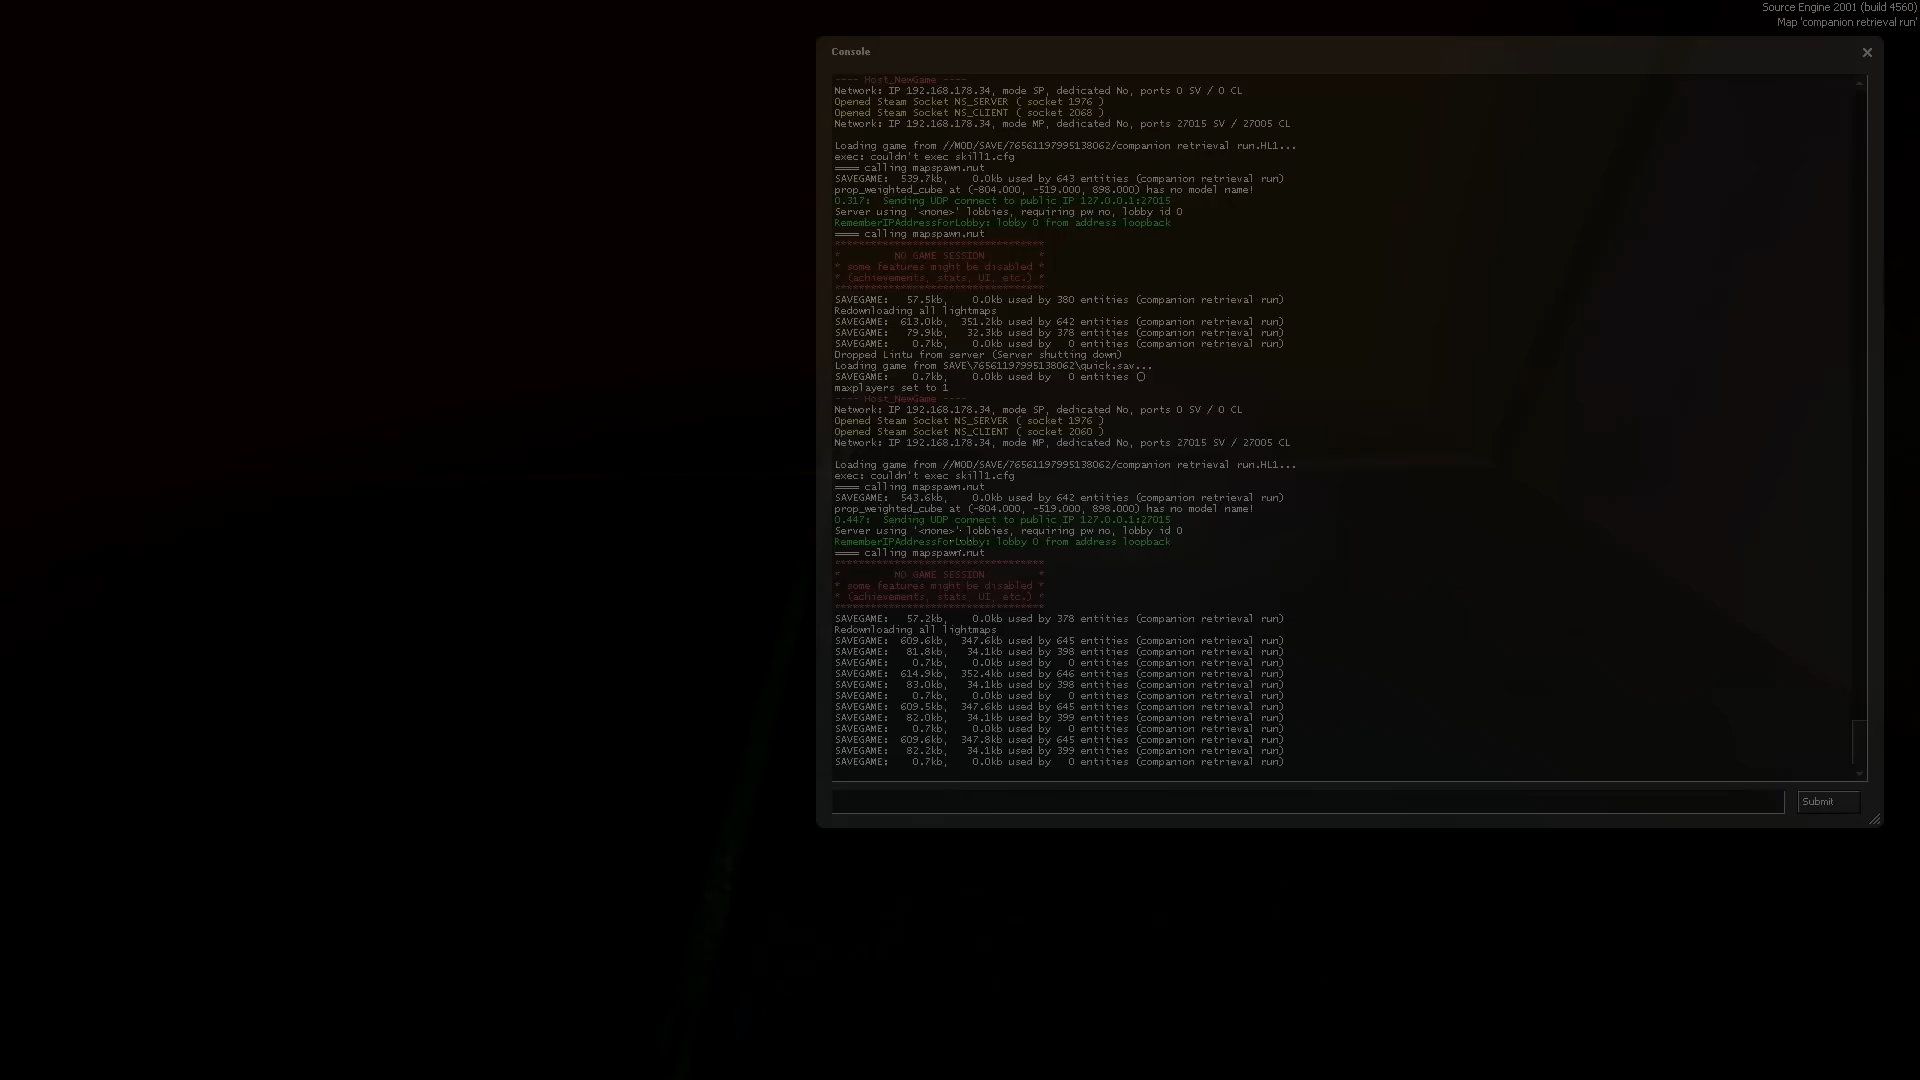 Source Engine 2001 (build 4560)
Map 'companion retrieval run'
Console
---- Host_NewGame ----
Network: IP 192.168.178.34, mode SP, dedicated No, ports 0 SV / 0 CL
Opened Steam Socket NS_SERVER ( socket 1976 )
Opened Steam Socket NS_CLIENT ( socket 2068 )
Network: IP 192.168.178.34, mode MP, dedicated No, ports 27015 SV / 27005 CL
Loading game from //MOD/SAVE/76561197995138062/companion retrieval run.HL1...
exec: couldn't exec skill1.cfg
==== calling mapspawn.nut
SAVEGAME: 539.7kb, 0.0kb used by 643 entities (companion retrieval run)
prop_weighted_cube at (-804.000, -519.000, 898.000) has no model name!
0.317: Sending UDP connect to public IP 127.0.0.1:27015
Server using '<none>' lobbies, requiring pw no, lobby id 0
RememberIPAddressForLobby: lobby 0 from address loopback
==== calling mapspawn.nut
***********************************
* NO GAME SESSION *
* some features might be disabled *
* (achievements, stats, UI, etc.) *
***********************************
SAVEGAME: 57.5kb, 0.0kb used by 380 entities (companion retrieval run)
Redownloading all lightmaps
SAVEGAME: 613.0kb, 351.2kb used by 642 entities (companion retrieval run)
SAVEGAME: 79.9kb, 32.3kb used by 378 entities (companion retrieval run)
SAVEGAME: 0.7kb, 0.0kb used by 0 entities (companion retrieval run)
Dropped Lintu from server (Server shutting down)
Loading game from SAVE\76561197995138062\quick.sav...
SAVEGAME: 0.7kb, 0.0kb used by 0 entities ()
maxplayers set to 1
---- Host_NewGame ----
Network: IP 192.168.178.34, mode SP, dedicated No, ports 0 SV / 0 CL
Opened Steam Socket NS_SERVER ( socket 1976 )
Opened Steam Socket NS_CLIENT ( socket 2060 )
Network: IP 192.168.178.34, mode MP, dedicated No, ports 27015 SV / 27005 CL
Loading game from //MOD/SAVE/76561197995138062/companion retrieval run.HL1...
exec: couldn't exec skill1.cfg
==== calling mapspawn.nut
SAVEGAME: 543.6kb, 0.0kb used by 642 entities (companion retrieval run)
prop_weighted_cube at (-804.000, -519.000, 898.000) has no model name!
0.447: Sending UDP connect to public IP 127.0.0.1:27015
Server using '<none>' lobbies, requiring pw no, lobby id 0
RememberIPAddressForLobby: lobby 0 from address loopback
==== calling mapspawn.nut
***********************************
* NO GAME SESSION *
* some features might be disabled *
* (achievements, stats, UI, etc.) *
***********************************
SAVEGAME: 57.2kb, 0.0kb used by 378 entities (companion retrieval run)
Redownloading all lightmaps
SAVEGAME: 609.6kb, 347.6kb used by 645 entities (companion retrieval run)
SAVEGAME: 81.8kb, 34.1kb used by 398 entities (companion retrieval run)
SAVEGAME: 0.7kb, 0.0kb used by 0 entities (companion retrieval run)
SAVEGAME: 614.9kb, 352.4kb used by 646 entities (companion retrieval run)
SAVEGAME: 83.0kb, 34.1kb used by 398 entities (companion retrieval run)
SAVEGAME: 0.7kb, 0.0kb used by 0 entities (companion retrieval run)
SAVEGAME: 609.5kb, 347.6kb used by 645 entities (companion retrieval run)
SAVEGAME: 82.0kb, 34.1kb used by 399 entities (companion retrieval run)
SAVEGAME: 0.7kb, 0.0kb used by 0 entities (companion retrieval run)
SAVEGAME: 609.6kb, 347.8kb used by 645 entities (companion retrieval run)
SAVEGAME: 82.2kb, 34.1kb used by 399 entities (companion retrieval run)
SAVEGAME: 0.7kb, 0.0kb used by 0 entities (companion retrieval run)
Submit